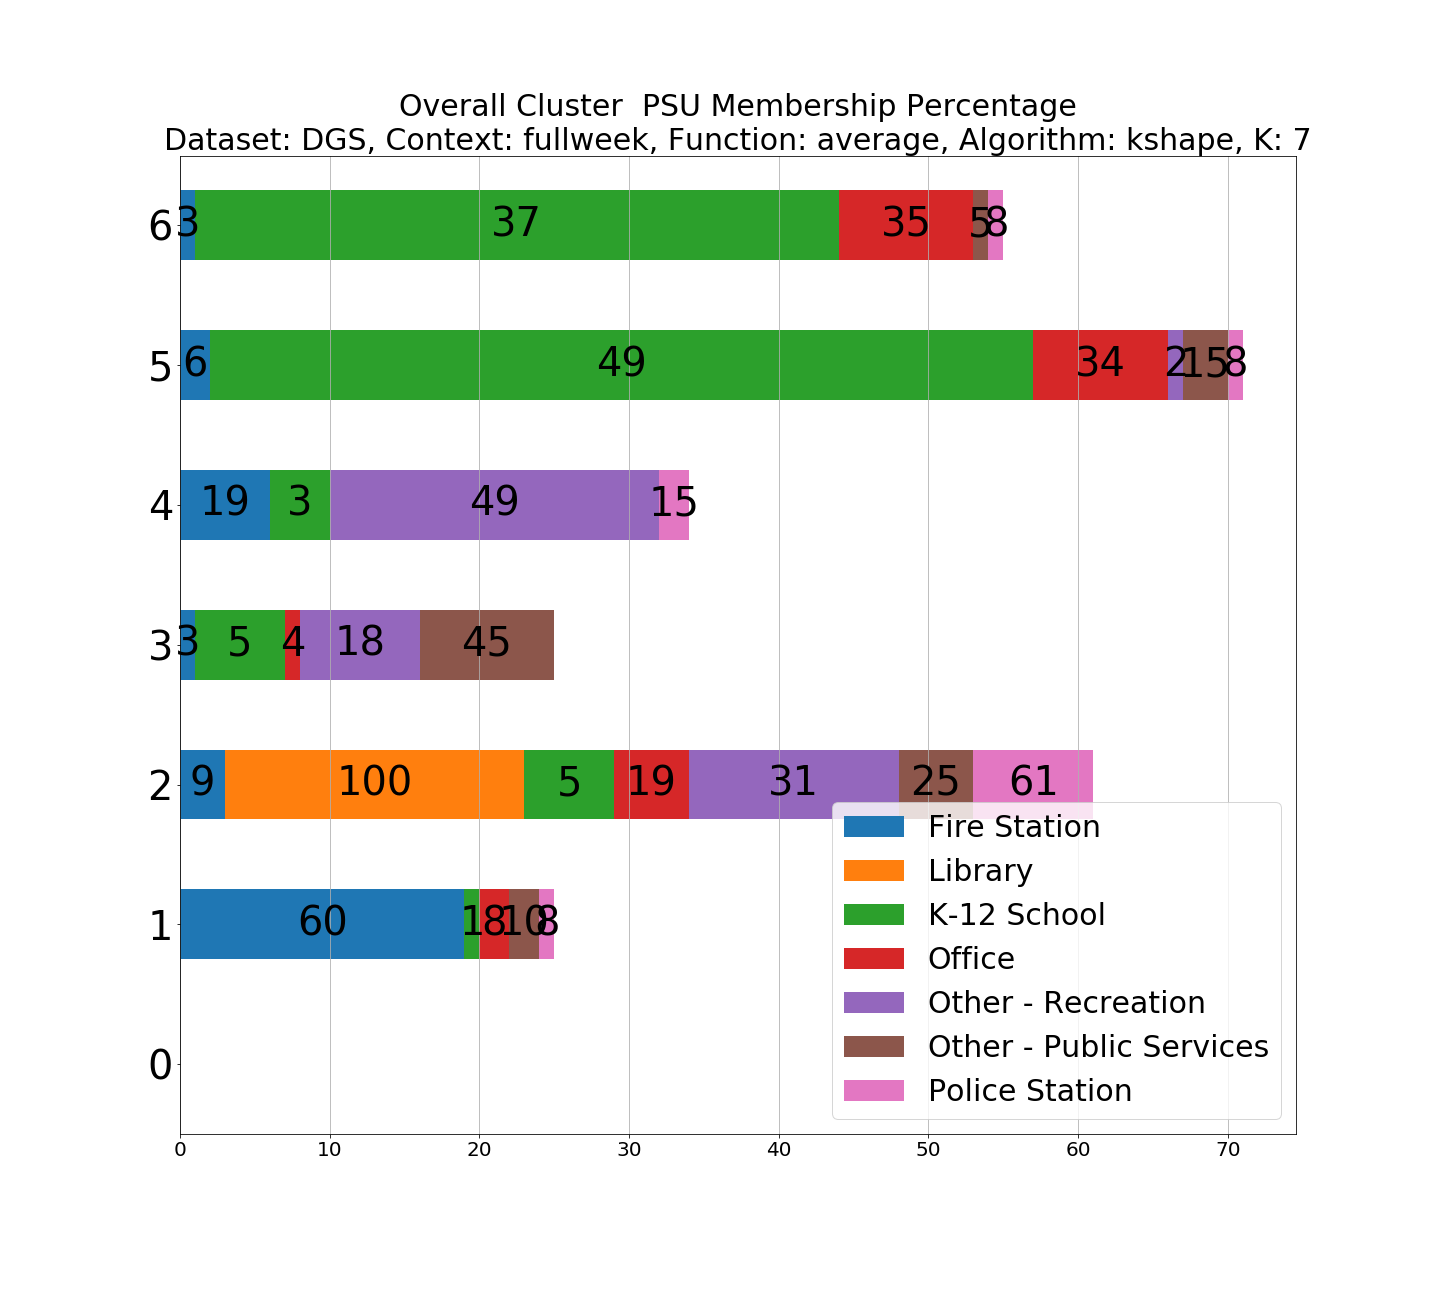 Overall Cluster  PSU Membership Percentage
Dataset: DGS, Context: fullweek, Function: average, Algorithm: kshape, K: 7
6 3 37 35 5 8
5 6 49 34 2 15 8
4 19 3 49 15
3 3 5 4 18 45
2 9 100 5 19 31 25 61
1 60 1 8 10 8
0
Fire Station
Library
K-12 School
Office
Other - Recreation
Other - Public Services
Police Station
0 10 20 30 40 50 60 70